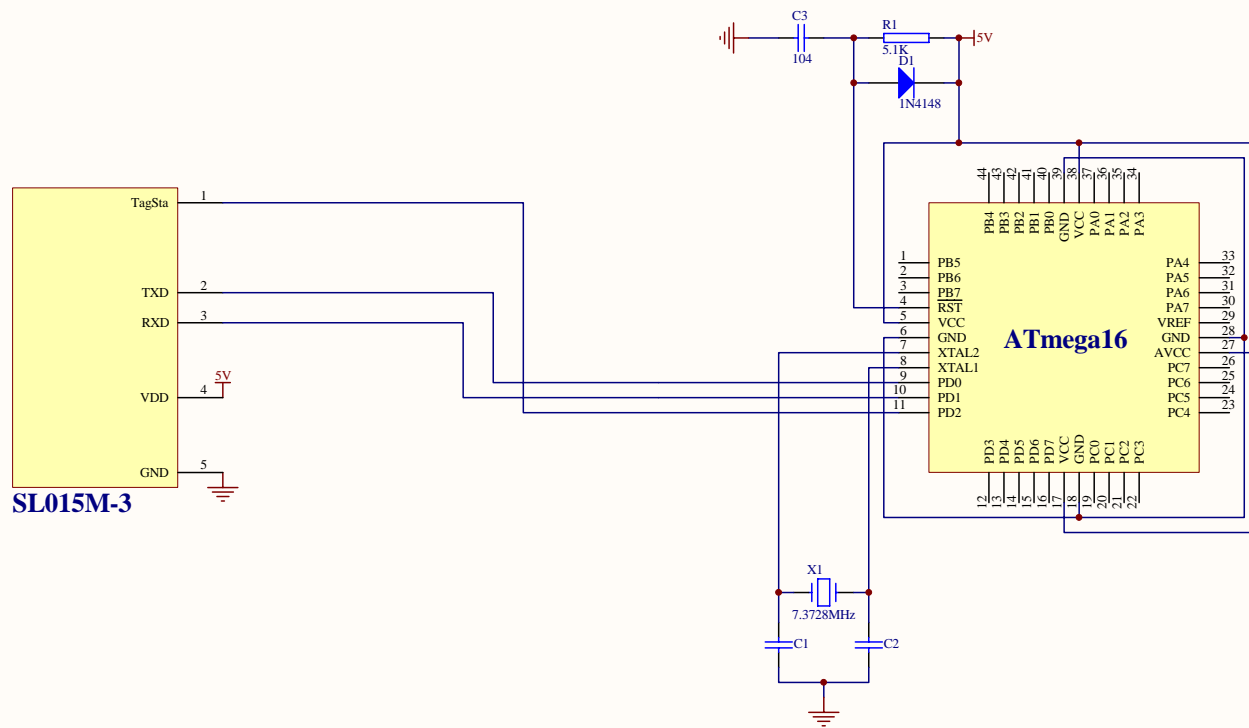 C3
104
R1
5.1K
5V
D1
1N4148
44
43
42
41
40
39
38
37
36
35
34
PB4
PB3
PB2
PB1
PB0
GND
VCC
PA0
PA1
PA2
PA3
TagSta 1
TXD 2
RXD 3
VDD 4
5V
GND 5
SL015M-3
1 PB5
2 PB6
3 PB7
4 RST
5 VCC
6 GND
7 XTAL2
8 XTAL1
9 PD0
10 PD1
11 PD2
ATmega16
PA4 33
PA5 32
PA6 31
PA7 30
VREF 29
GND 28
AVCC 27
PC7 26
PC6 25
PC5 24
PC4 23
PD3
PD4
PD5
PD6
PD7
VCC
GND
PC0
PC1
PC2
PC3
12
13
14
15
16
17
18
19
20
21
22
X1
7.3728MHz
C1
C2